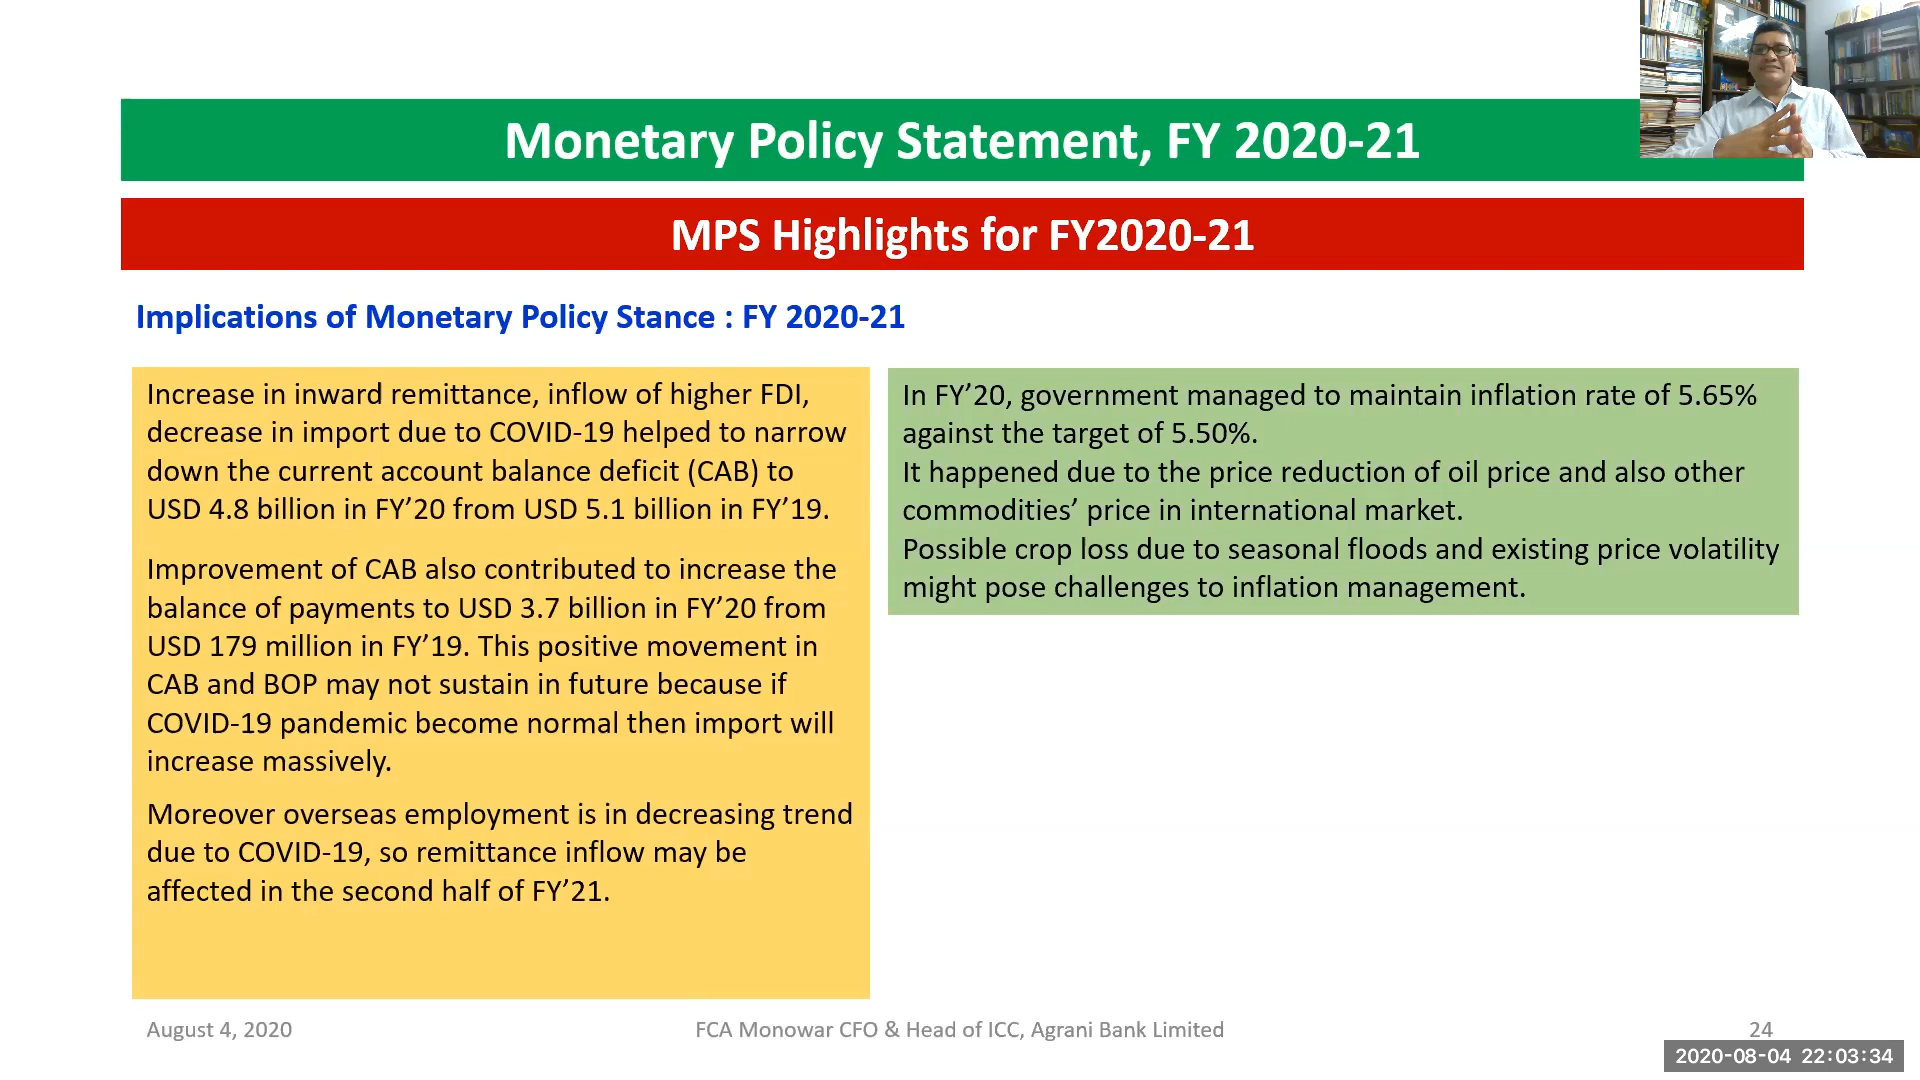 Monetary Policy Statement, FY 2020-21
MPS Highlights for FY2020-21
Implications of Monetary Policy Stance : FY 2020-21
Increase in inward remittance, inflow of higher FDI,
decrease in import due to COVID-19 helped to narrow
down the current account balance deficit (CAB) to
USD 4.8 billion in FY’20 from USD 5.1 billion in FY’19.
Improvement of CAB also contributed to increase the
balance of payments to USD 3.7 billion in FY’20 from
USD 179 million in FY’19. This positive movement in
CAB and BOP may not sustain in future because if
COVID-19 pandemic become normal then import will
increase massively.
Moreover overseas employment is in decreasing trend
due to COVID-19, so remittance inflow may be
affected in the second half of FY’21.
In FY’20, government managed to maintain inflation rate of 5.65%
against the target of 5.50%.
It happened due to the price reduction of oil price and also other
commodities’ price in international market.
Possible crop loss due to seasonal floods and existing price volatility
might pose challenges to inflation management.
August 4, 2020
FCA Monowar CFO & Head of ICC, Agrani Bank Limited
24
2020-08-04 22:03:34